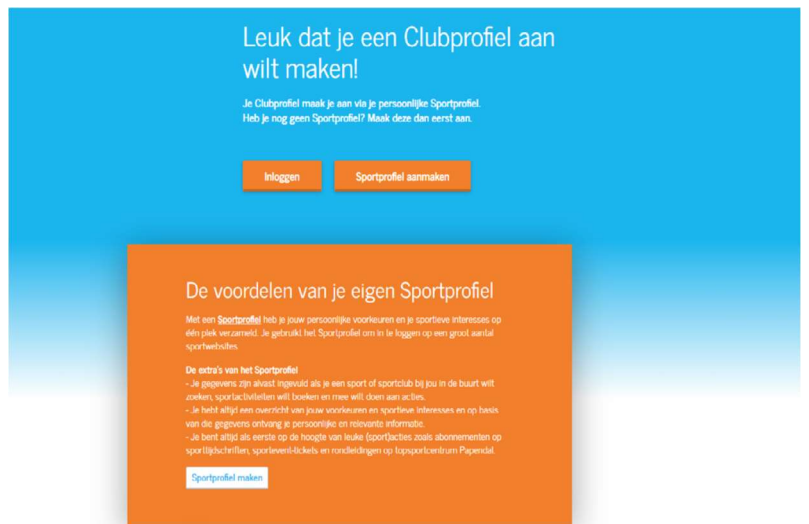 Leuk dat je een Clubprofiel aan
wilt maken!
Je Clubprofiel maak je aan via je persoonlijke Sportprofiel.
Heb je nog geen Sportprofiel? Maak deze dan eerst aan.
Inloggen
Sportprofiel aanmaken
De voordelen van je eigen Sportprofiel
Met een Sportprofiel heb je jouw persoonlijke voorkeuren en je sportieve interesses op
één plek verzameld. Je gebruikt het Sportprofiel om in te loggen op een groot aantal
sportwebsites.
De extra's van het Sportprofiel
- Je gegevens zijn alvast ingevuld als je een sport of sportclub bij jou in de buurt wilt
zoeken, sportactiviteiten wilt boeken en mee wilt doen aan acties.
- Je hebt altijd een overzicht van jouw voorkeuren en sportieve interesses en op basis
van die gegevens ontvang je persoonlijke en relevante informatie.
- Je bent altijd als eerste op de hoogte van leuke (sport)acties zoals abonnementen op
sporttijdschriften, sportevent-tickets en rondleidingen op topsportcentrum Papendal.
Sportprofiel maken